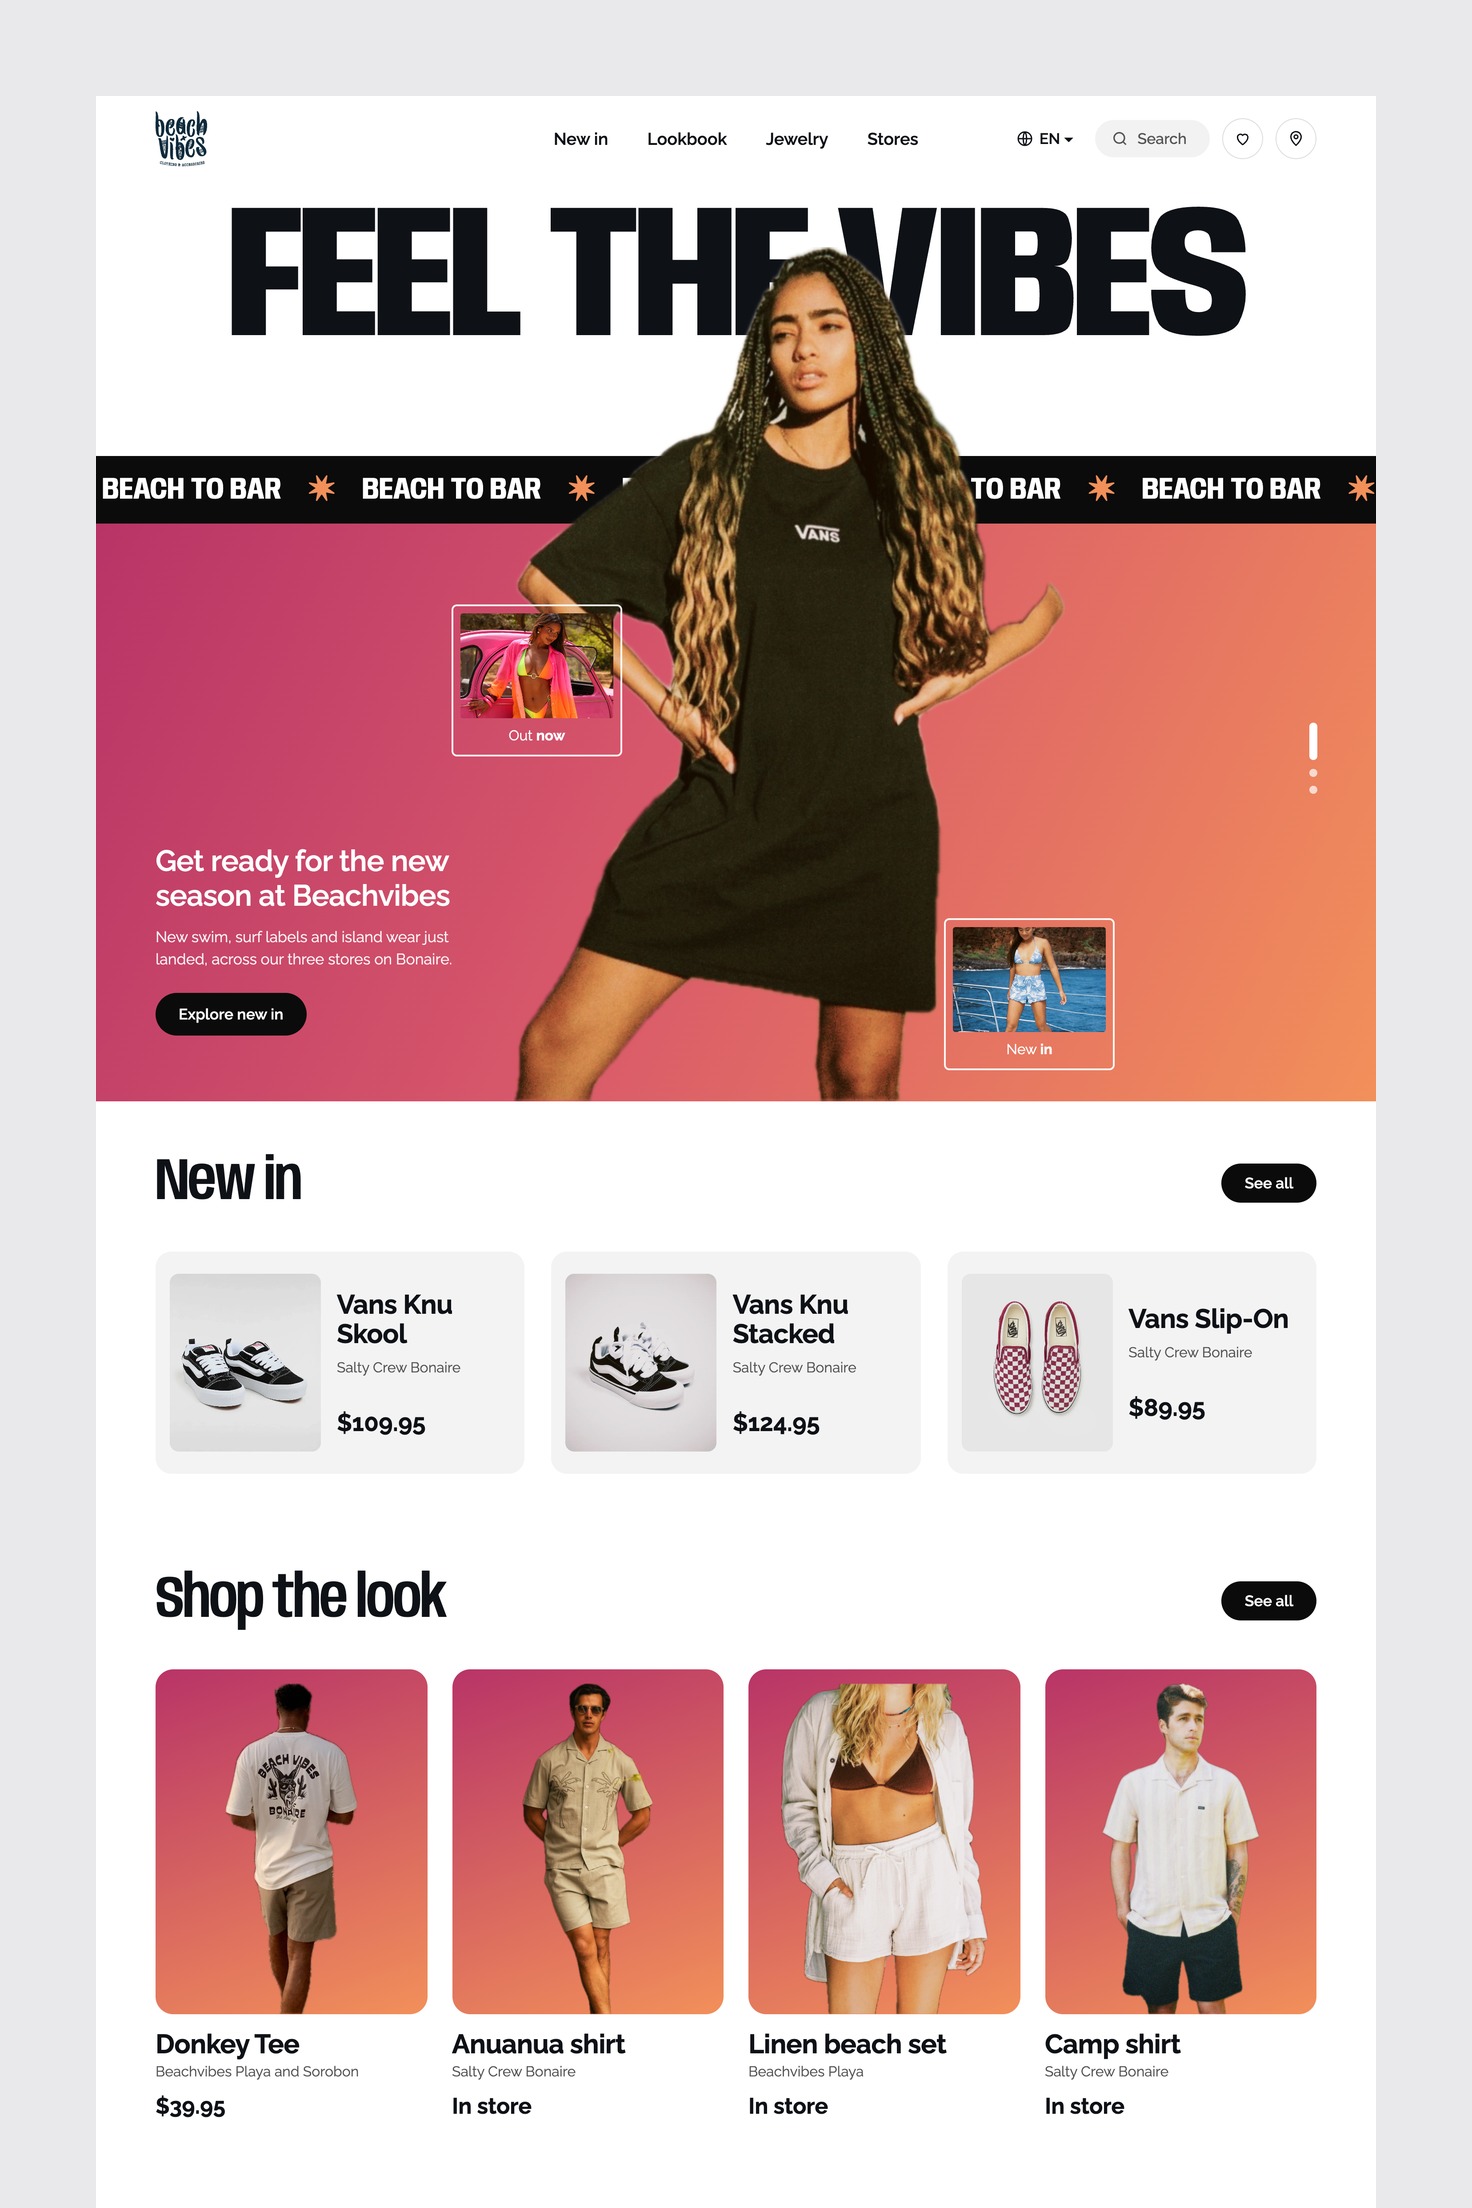 beach
vibes
CLOTHING & ACCESSORIES
New in
Lookbook
Jewelry
Stores
EN
Search
FEEL THE VIBES
BEACH TO BAR
BEACH TO BAR
TO BAR
BEACH TO BAR
VANS
Out now
Get ready for the new
season at Beachvibes
New swim, surf labels and island wear just
landed, across our three stores on Bonaire.
Explore new in
New in
New in
See all
Vans Knu
Skool
Salty Crew Bonaire
$109.95
Vans Knu
Stacked
Salty Crew Bonaire
$124.95
Vans Slip-On
Salty Crew Bonaire
$89.95
Shop the look
See all
BEACH VIBES
BONAIRE
Donkey Tee
Beachvibes Playa and Sorobon
$39.95
Anuanua shirt
Salty Crew Bonaire
In store
Linen beach set
Beachvibes Playa
In store
Camp shirt
Salty Crew Bonaire
In store